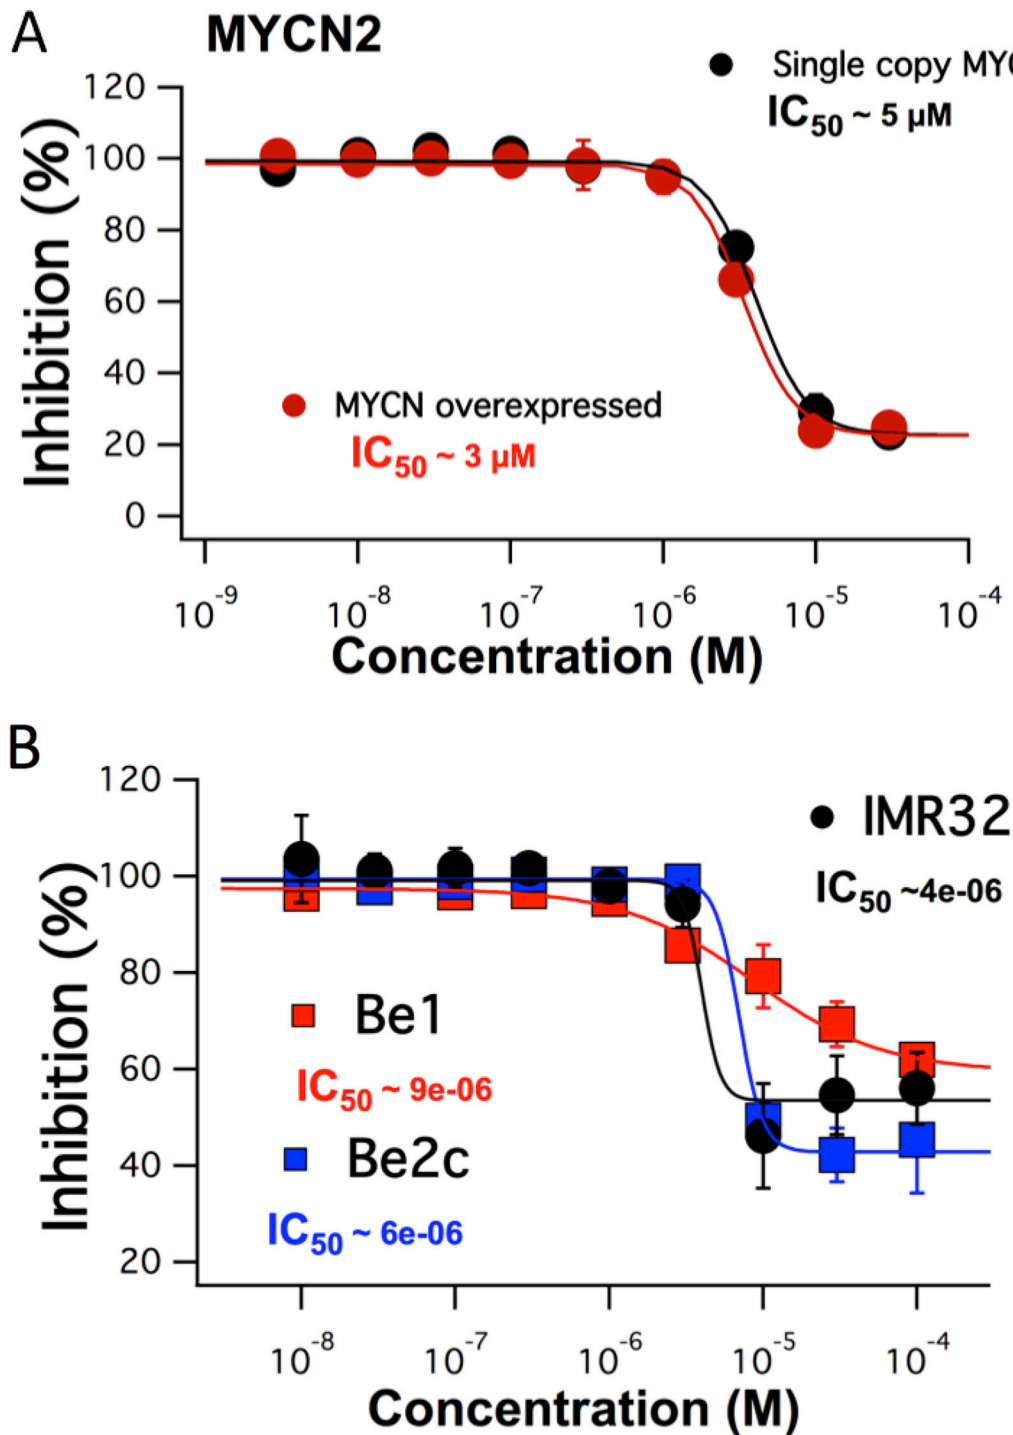 A
MYCN2
Single copy MYC
IC50 ~ 5 µM
120
100
80
60
40
20
0
Inhibition (%)
MYCN overexpressed
IC50 ~ 3 µM
10-9 10-8 10-7 10-6 10-5 10-4
Concentration (M)
B
120
100
80
60
40
20
Inhibition (%)
IMR32
IC50 ~4e-06
Be1
IC50 ~ 9e-06
Be2c
IC50 ~ 6e-06
10-8 10-7 10-6 10-5 10-4
Concentration (M)